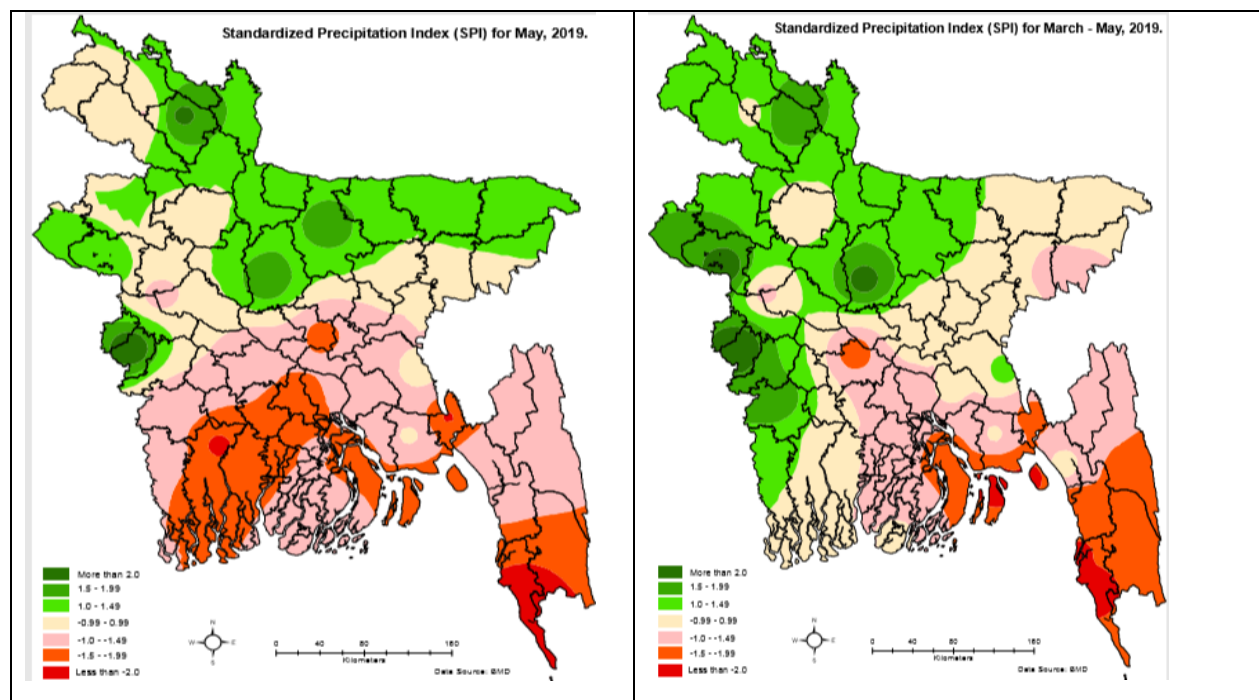 Standardized Precipitation Index (SPI) for May, 2019.
More than 2.0
1.5 - 1.99
1.0 - 1.49
-0.99 - 0.99
-1.0 - -1.49
-1.5 - -1.99
Less than -2.0
N
W E
S
0 40 80 160
Kilometers
Data Source: BMD
Standardized Precipitation Index (SPI) for March - May, 2019.
More than 2.0
1.5 - 1.99
1.0 - 1.49
-0.99 - 0.99
-1.0 - -1.49
-1.5 - -1.99
Less than -2.0
N
W E
S
0 40 80 160
Kilometers
Data Source: BMD